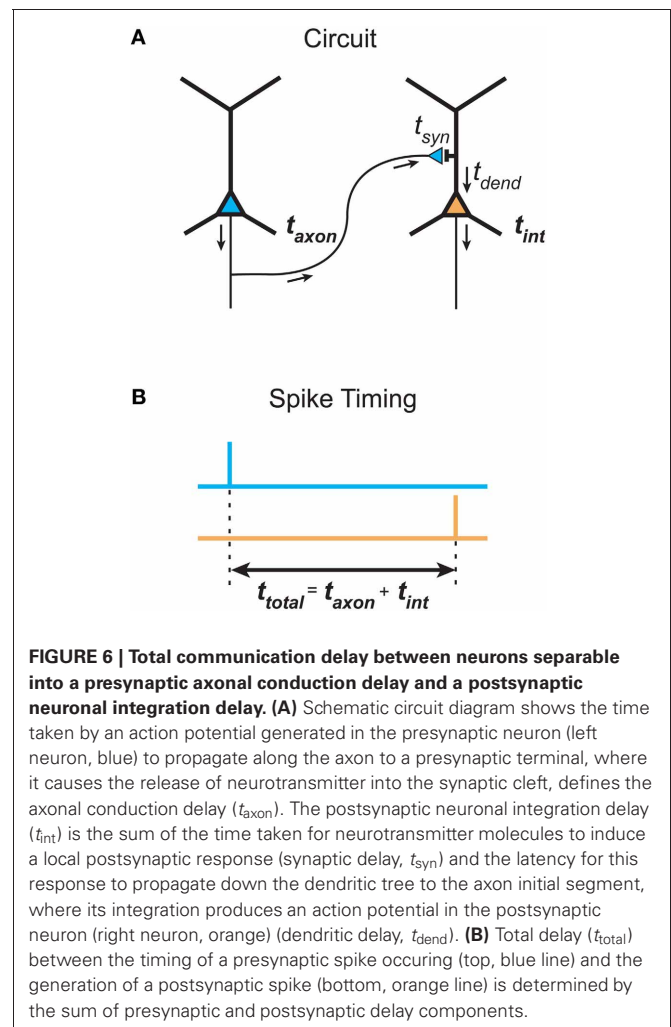 A
Circuit
t_syn
t_dend
t_axon
t_int
B
Spike Timing
t_total = t_axon + t_int
FIGURE 6 | Total communication delay between neurons separable
into a presynaptic axonal conduction delay and a postsynaptic
neuronal integration delay. (A) Schematic circuit diagram shows the time
taken by an action potential generated in the presynaptic neuron (left
neuron, blue) to propagate along the axon to a presynaptic terminal, where
it causes the release of neurotransmitter into the synaptic cleft, defines the
axonal conduction delay (t_axon). The postsynaptic neuronal integration delay
(t_int) is the sum of the time taken for neurotransmitter molecules to induce
a local postsynaptic response (synaptic delay, t_syn) and the latency for this
response to propagate down the dendritic tree to the axon initial segment,
where its integration produces an action potential in the postsynaptic
neuron (right neuron, orange) (dendritic delay, t_dend). (B) Total delay (t_total)
between the timing of a presynaptic spike occuring (top, blue line) and the
generation of a postsynaptic spike (bottom, orange line) is determined by
the sum of presynaptic and postsynaptic delay components.